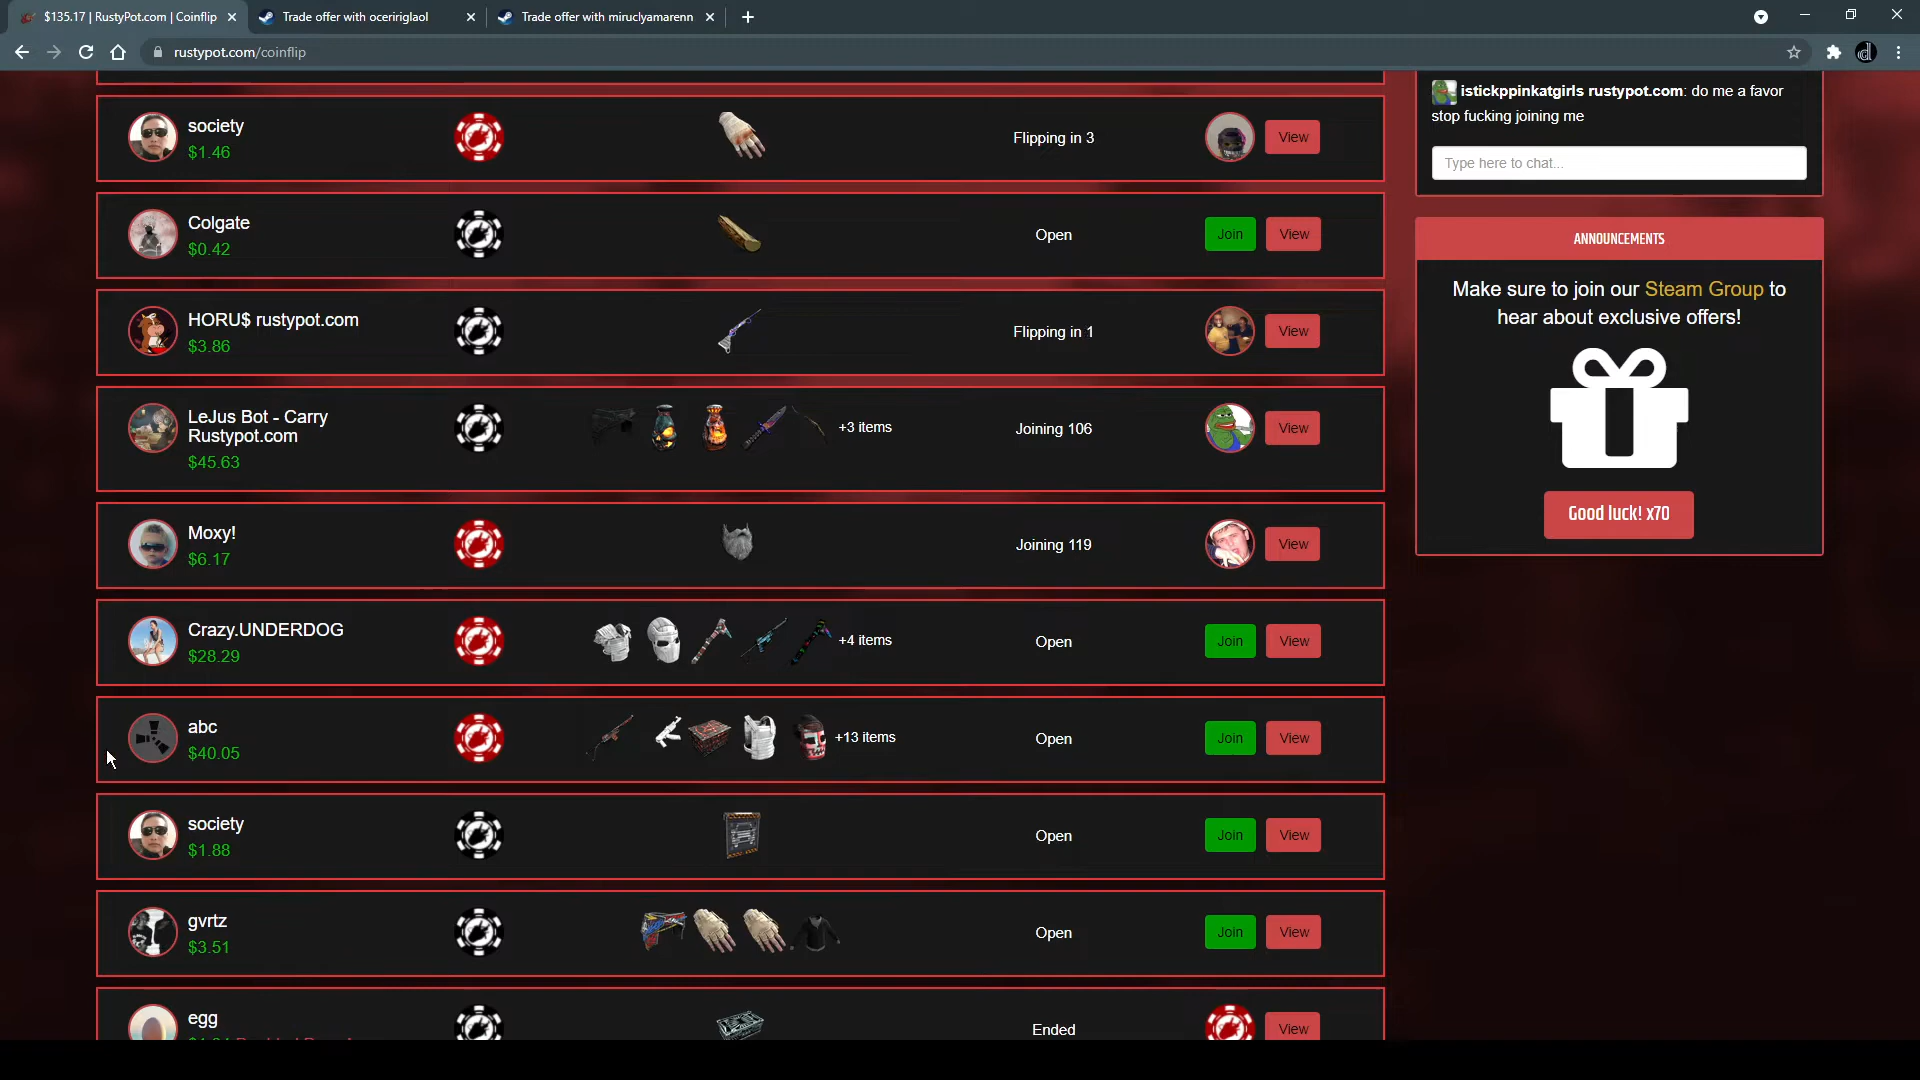 $135.17 | RustyPot.com | Coinflip
Trade offer with oceririglaol
Trade offer with miruclyamarenn
rustypot.com/coinflip
istickppinkatgirls rustypot.com: do me a favor
stop fucking joining me
Type here to chat...
society
$1.46
Flipping in 3
View
Colgate
$0.42
Open
Join
View
HORU$ rustypot.com
$3.86
Flipping in 1
View
LeJus Bot - Carry
Rustypot.com
$45.63
+3 items
Joining 106
View
Moxy!
$6.17
Joining 119
View
Crazy.UNDERDOG
$28.29
+4 items
Open
Join
View
abc
$40.05
+13 items
Open
Join
View
society
$1.88
Open
Join
View
gvrtz
$3.51
Open
Join
View
egg
Ended
View
ANNOUNCEMENTS
Make sure to join our Steam Group to
hear about exclusive offers!
Good luck! x70